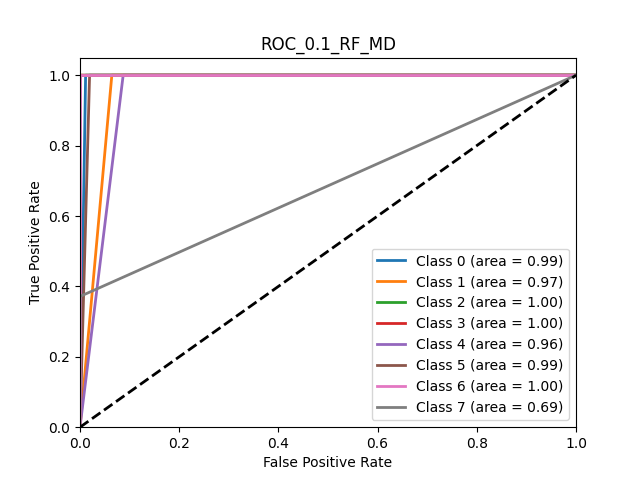 ROC_0.1_RF_MD
1.0
0.8
0.6
0.4
0.2
0.0
True Positive Rate
Class 0 (area = 0.99)
Class 1 (area = 0.97)
Class 2 (area = 1.00)
Class 3 (area = 1.00)
Class 4 (area = 0.96)
Class 5 (area = 0.99)
Class 6 (area = 1.00)
Class 7 (area = 0.69)
0.0 0.2 0.4 0.6 0.8 1.0
False Positive Rate